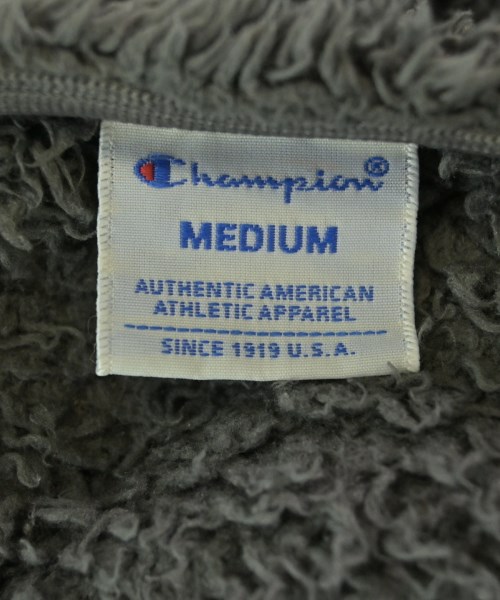 Champion®
MEDIUM
AUTHENTIC AMERICAN
ATHLETIC APPAREL
SINCE 1919 U.S.A.